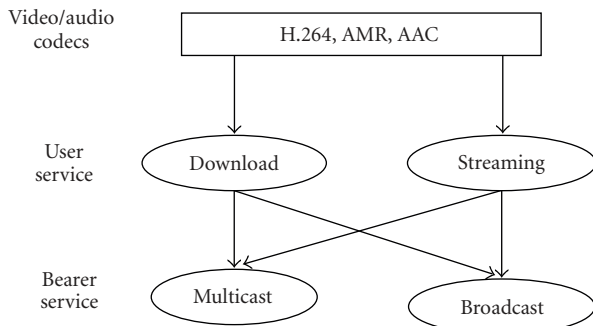 Video/audio
codecs
H.264, AMR, AAC
User
service
Download
Streaming
Bearer
service
Multicast
Broadcast